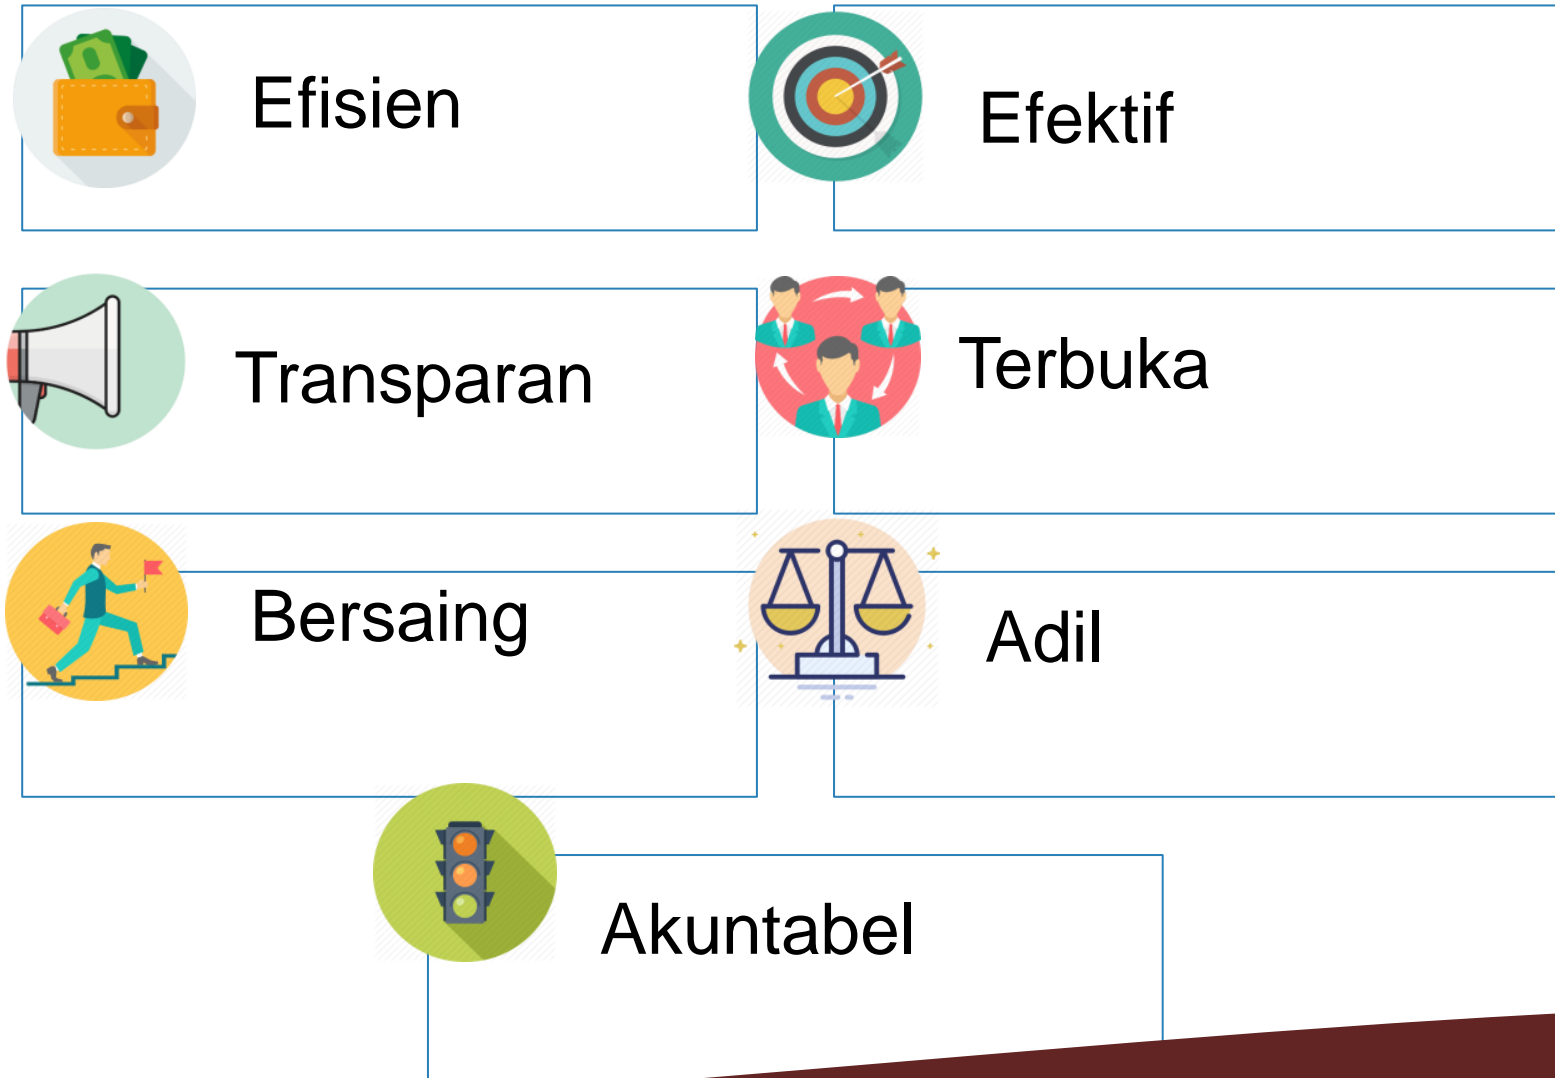 Efisien
Efektif
Transparan
Terbuka
Bersaing
Adil
Akuntabel